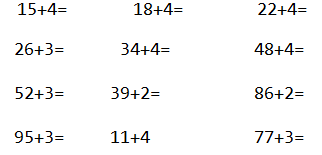 15+4= 18+4= 22+4=
26+3= 34+4= 48+4=
52+3= 39+2= 86+2=
95+3= 11+4 77+3=